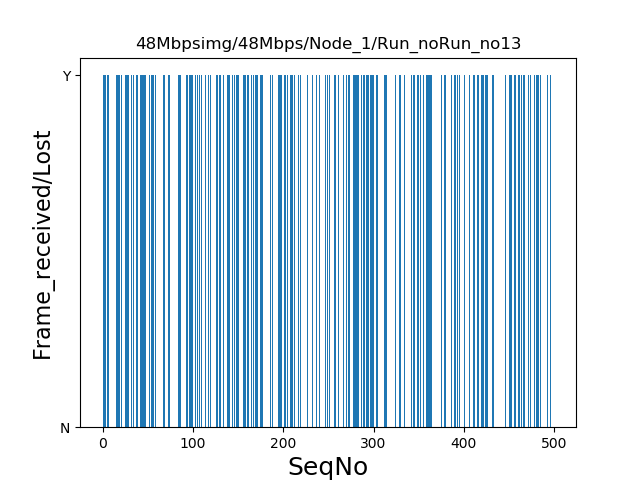 48Mbpsimg/48Mbps/Node_1/Run_noRun_no13
Y
N
Frame_received/Lost
0 100 200 300 400 500
SeqNo